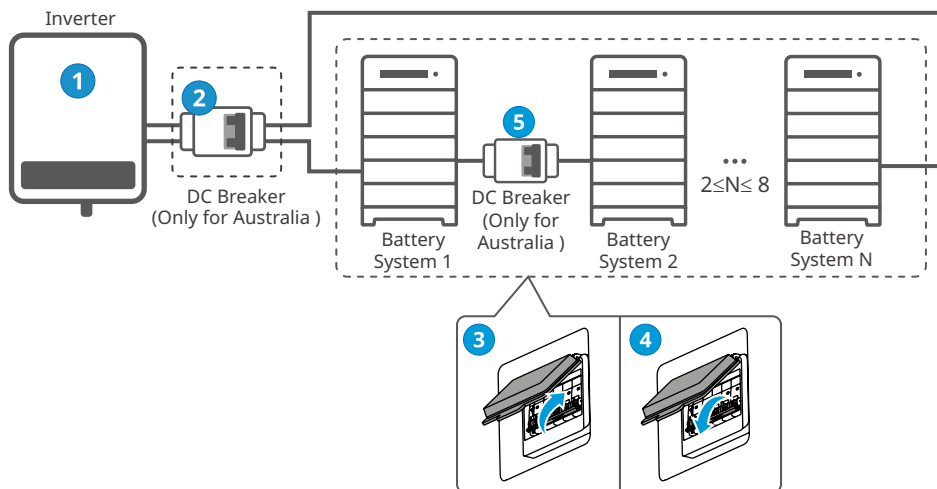 Inverter
1
2
DC Breaker
(Only for Australia )
5
DC Breaker
(Only for
Australia )
Battery
System 1
Battery
System 2
...
2≤N≤ 8
Battery
System N
3
4